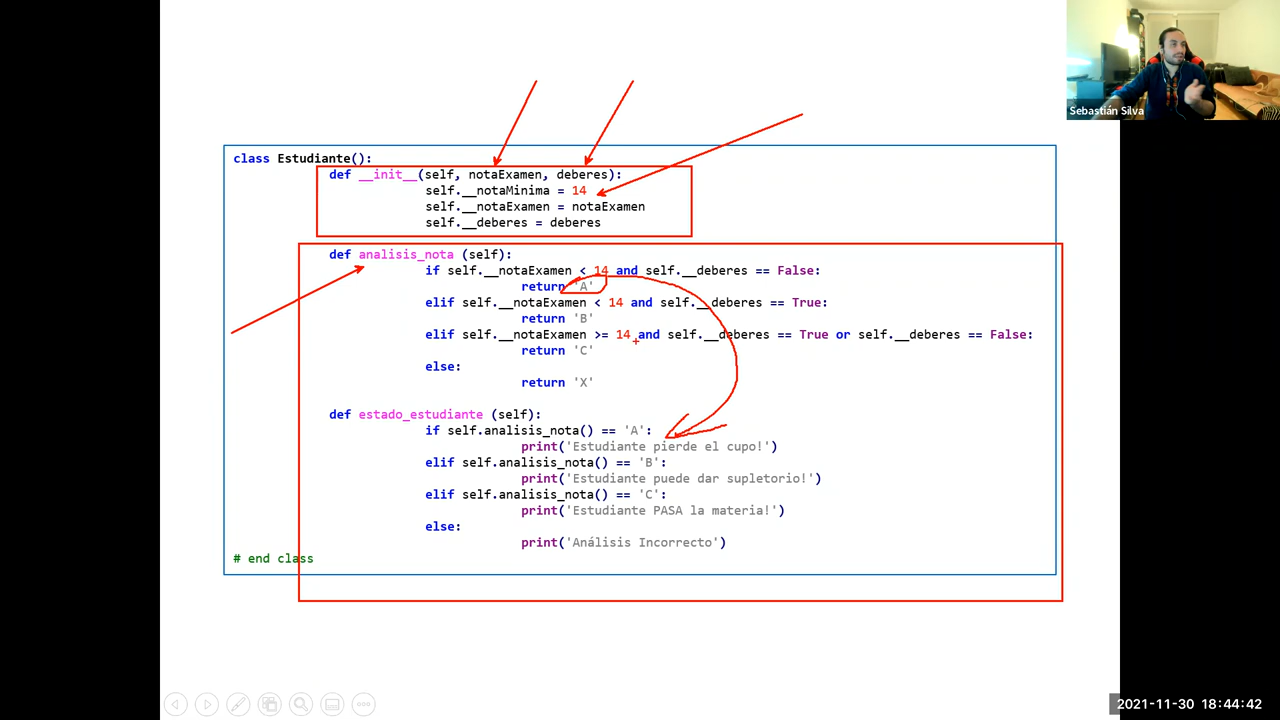 Sebastián Silva
class Estudiante():
def __init__(self, notaExamen, deberes):
self.__notaMinima = 14
self.__notaExamen = notaExamen
self.__deberes = deberes
def analisis_nota (self):
if self.__notaExamen < 14 and self.__deberes == False:
return 'A'
elif self.__notaExamen < 14 and self.__deberes == True:
return 'B'
elif self.__notaExamen >= 14 and self.__deberes == True or self.__deberes == False:
return 'C'
else:
return 'X'
def estado_estudiante (self):
if self.analisis_nota() == 'A':
print('Estudiante pierde el cupo!')
elif self.analisis_nota() == 'B':
print('Estudiante puede dar supletorio!')
elif self.analisis_nota() == 'C':
print('Estudiante PASA la materia!')
else:
print('Análisis Incorrecto')
# end class
2021-11-30 18:44:42